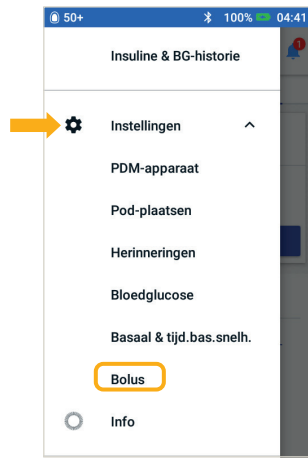 50+ 100% 04:41
Insuline & BG-historie
1
Instellingen
PDM-apparaat
Pod-plaatsen
Herinneringen
Bloedglucose
Basaal & tijd.bas.snelh.
Bolus
Info